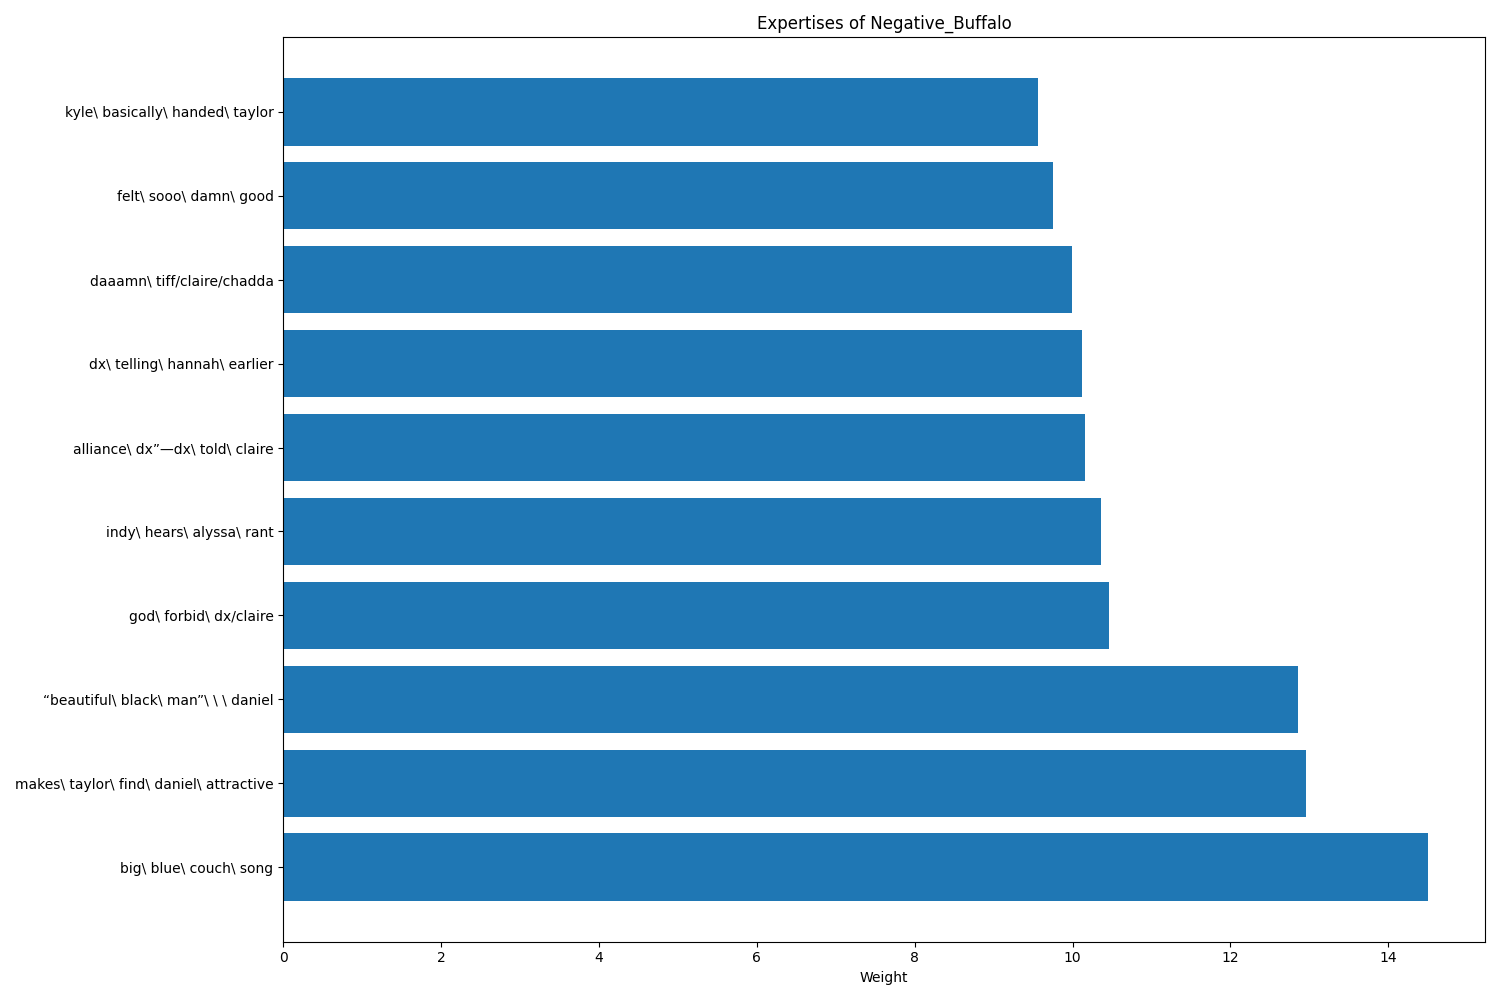 Expertises of Negative_Buffalo
kyle\ basically\ handed\ taylor
felt\ sooo\ damn\ good
daaamn\ tiff/claire/chadda
dx\ telling\ hannah\ earlier
alliance\ dx”—dx\ told\ claire
indy\ hears\ alyssa\ rant
god\ forbid\ dx/claire
“beautiful\ black\ man”\ \ \ daniel
makes\ taylor\ find\ daniel\ attractive
big\ blue\ couch\ song
0 2 4 6 8 10 12 14
Weight